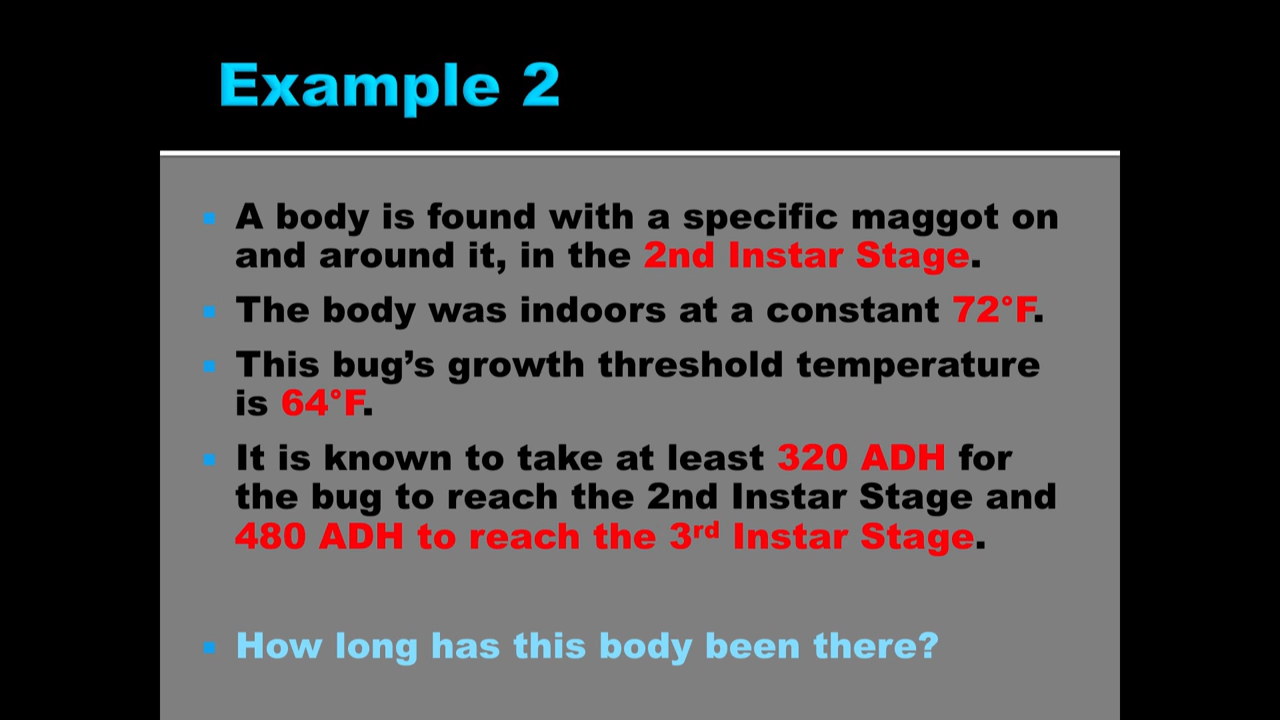 Example 2
A body is found with a specific maggot on
and around it, in the 2nd Instar Stage.
The body was indoors at a constant 72°F.
This bug’s growth threshold temperature
is 64°F.
It is known to take at least 320 ADH for
the bug to reach the 2nd Instar Stage and
480 ADH to reach the 3rd Instar Stage.
How long has this body been there?